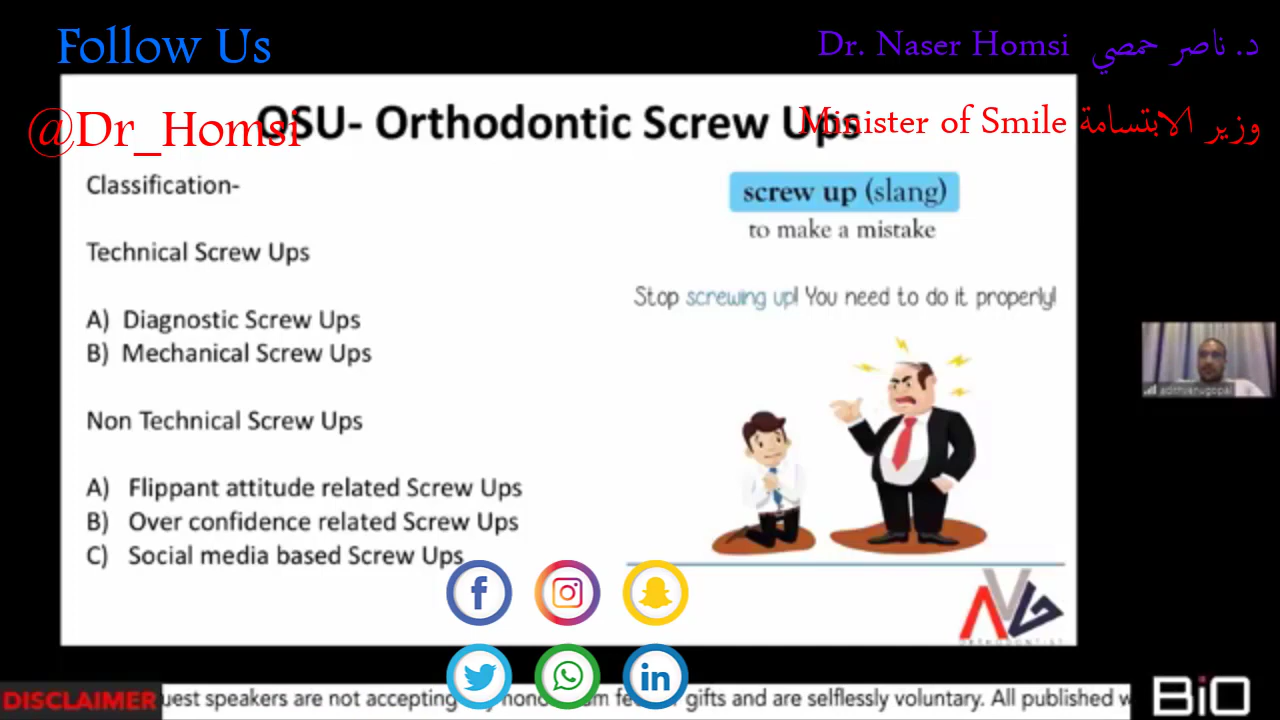 Follow Us
Dr. Naser Homsi د. ناصر حمصي
@Dr_Homsi
OSU- Orthodontic Screw Ups
Minister of Smile وزير الابتسامة
Classification-
screw up (slang)
to make a mistake
Technical Screw Ups
Stop screwing up! You need to do it properly!
A) Diagnostic Screw Ups
B) Mechanical Screw Ups
Non Technical Screw Ups
A) Flippant attitude related Screw Ups
B) Over confidence related Screw Ups
C) Social media based Screw Ups
AVG
ORTHODONTIST
DISCLAIMER
uest speakers are not accepting gifts and are selflessly voluntary. All published w
BiO